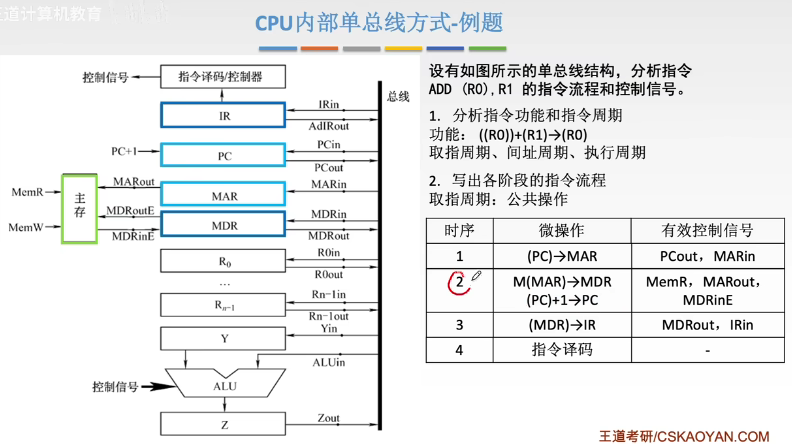 王道计算机教育
CPU内部单总线方式-例题
控制信号
指令译码/控制器
总线
IR
IRin
AdIRout
PC+1
PC
PCin
PCout
MemR
MemW
主存
MARout
MAR
MARin
MDRoutE
MDRinE
MDR
MDRin
MDRout
R0
R0in
R0out
…
Rn-1
Rn-1in
Rn-1out
Y
Yin
ALUin
控制信号
ALU
Z
Zout
设有如图所示的单总线结构，分析指令
ADD (R0),R1 的指令流程和控制信号。
1. 分析指令功能和指令周期
功能： ((R0))+(R1)→(R0)
取指周期、间址周期、执行周期
2. 写出各阶段的指令流程
取指周期：公共操作
时序 微操作 有效控制信号
1 (PC)→MAR PCout，MARin
2 M(MAR)→MDR MemR，MARout，
(PC)+1→PC MDRinE
3 (MDR)→IR MDRout，IRin
4 指令译码 -
王道考研/CSKAOYAN.COM